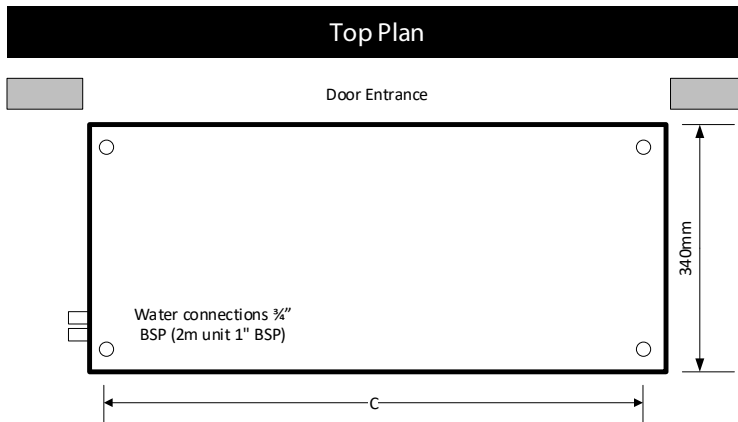 Top Plan
Door Entrance
340mm
Water connections ¾”
BSP (2m unit 1" BSP)
C